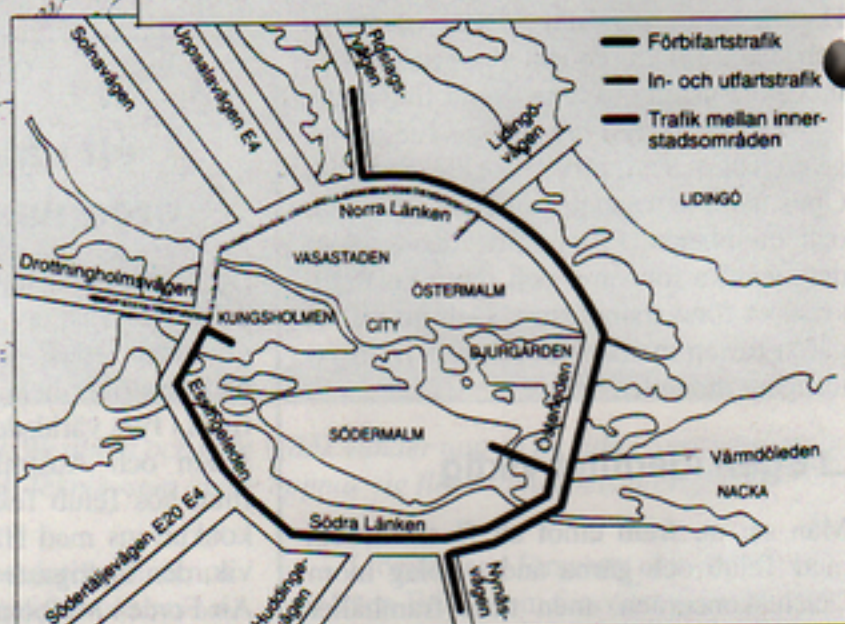 Solnavägen
Uppsalavägen E4
Roslags-
vägen
Lidingö-
vägen
Förbifartstrafik
In- och utfartstrafik
Trafik mellan inner-
stadsområden
LIDINGÖ
Norra Länken
VASASTADEN
ÖSTERMALM
Drottningholmsvägen
KUNGSHOLMEN
CITY
DJURGÅRDEN
Essingeleden
Österleden
SÖDERMALM
Värmdöleden
NACKA
Södra Länken
Södertäljevägen E20 E4
Huddinge-
vägen
Nynäs-
vägen